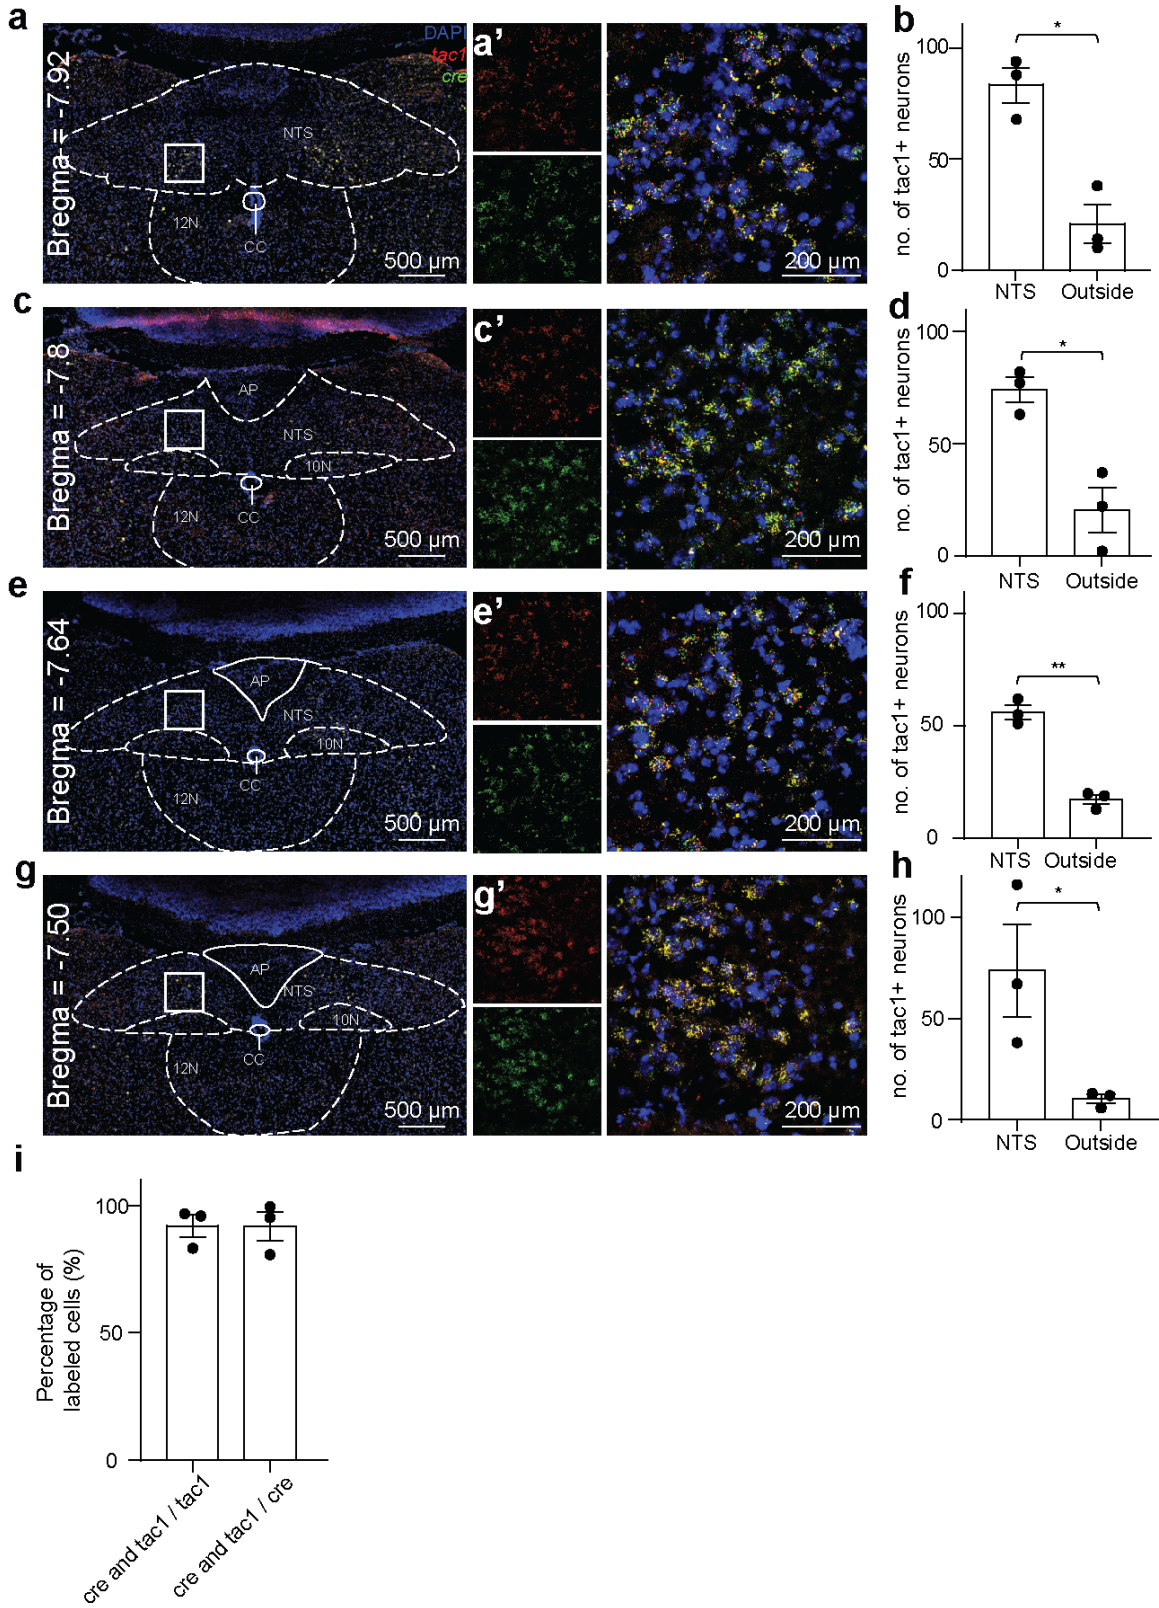 a
Bregma = -7.92
DAPI
tac1
cre
NTS
12N
CC
500 µm
a’
200 µm
b
no. of tac1+ neurons
100
50
0
*
NTS
Outside
c
Bregma = -7.8
AP
NTS
10N
12N
CC
500 µm
c’
200 µm
d
no. of tac1+ neurons
100
50
0
*
NTS
Outside
e
Bregma = -7.64
AP
NTS
10N
CC
12N
500 µm
e’
200 µm
f
no. of tac1+ neurons
100
50
0
**
NTS
Outside
g
Bregma = -7.50
AP
NTS
10N
CC
12N
500 µm
g’
200 µm
h
no. of tac1+ neurons
100
50
0
*
NTS
Outside
i
Percentage of
labeled cells (%)
100
50
0
cre and tac1 / tac1
cre and tac1 / cre